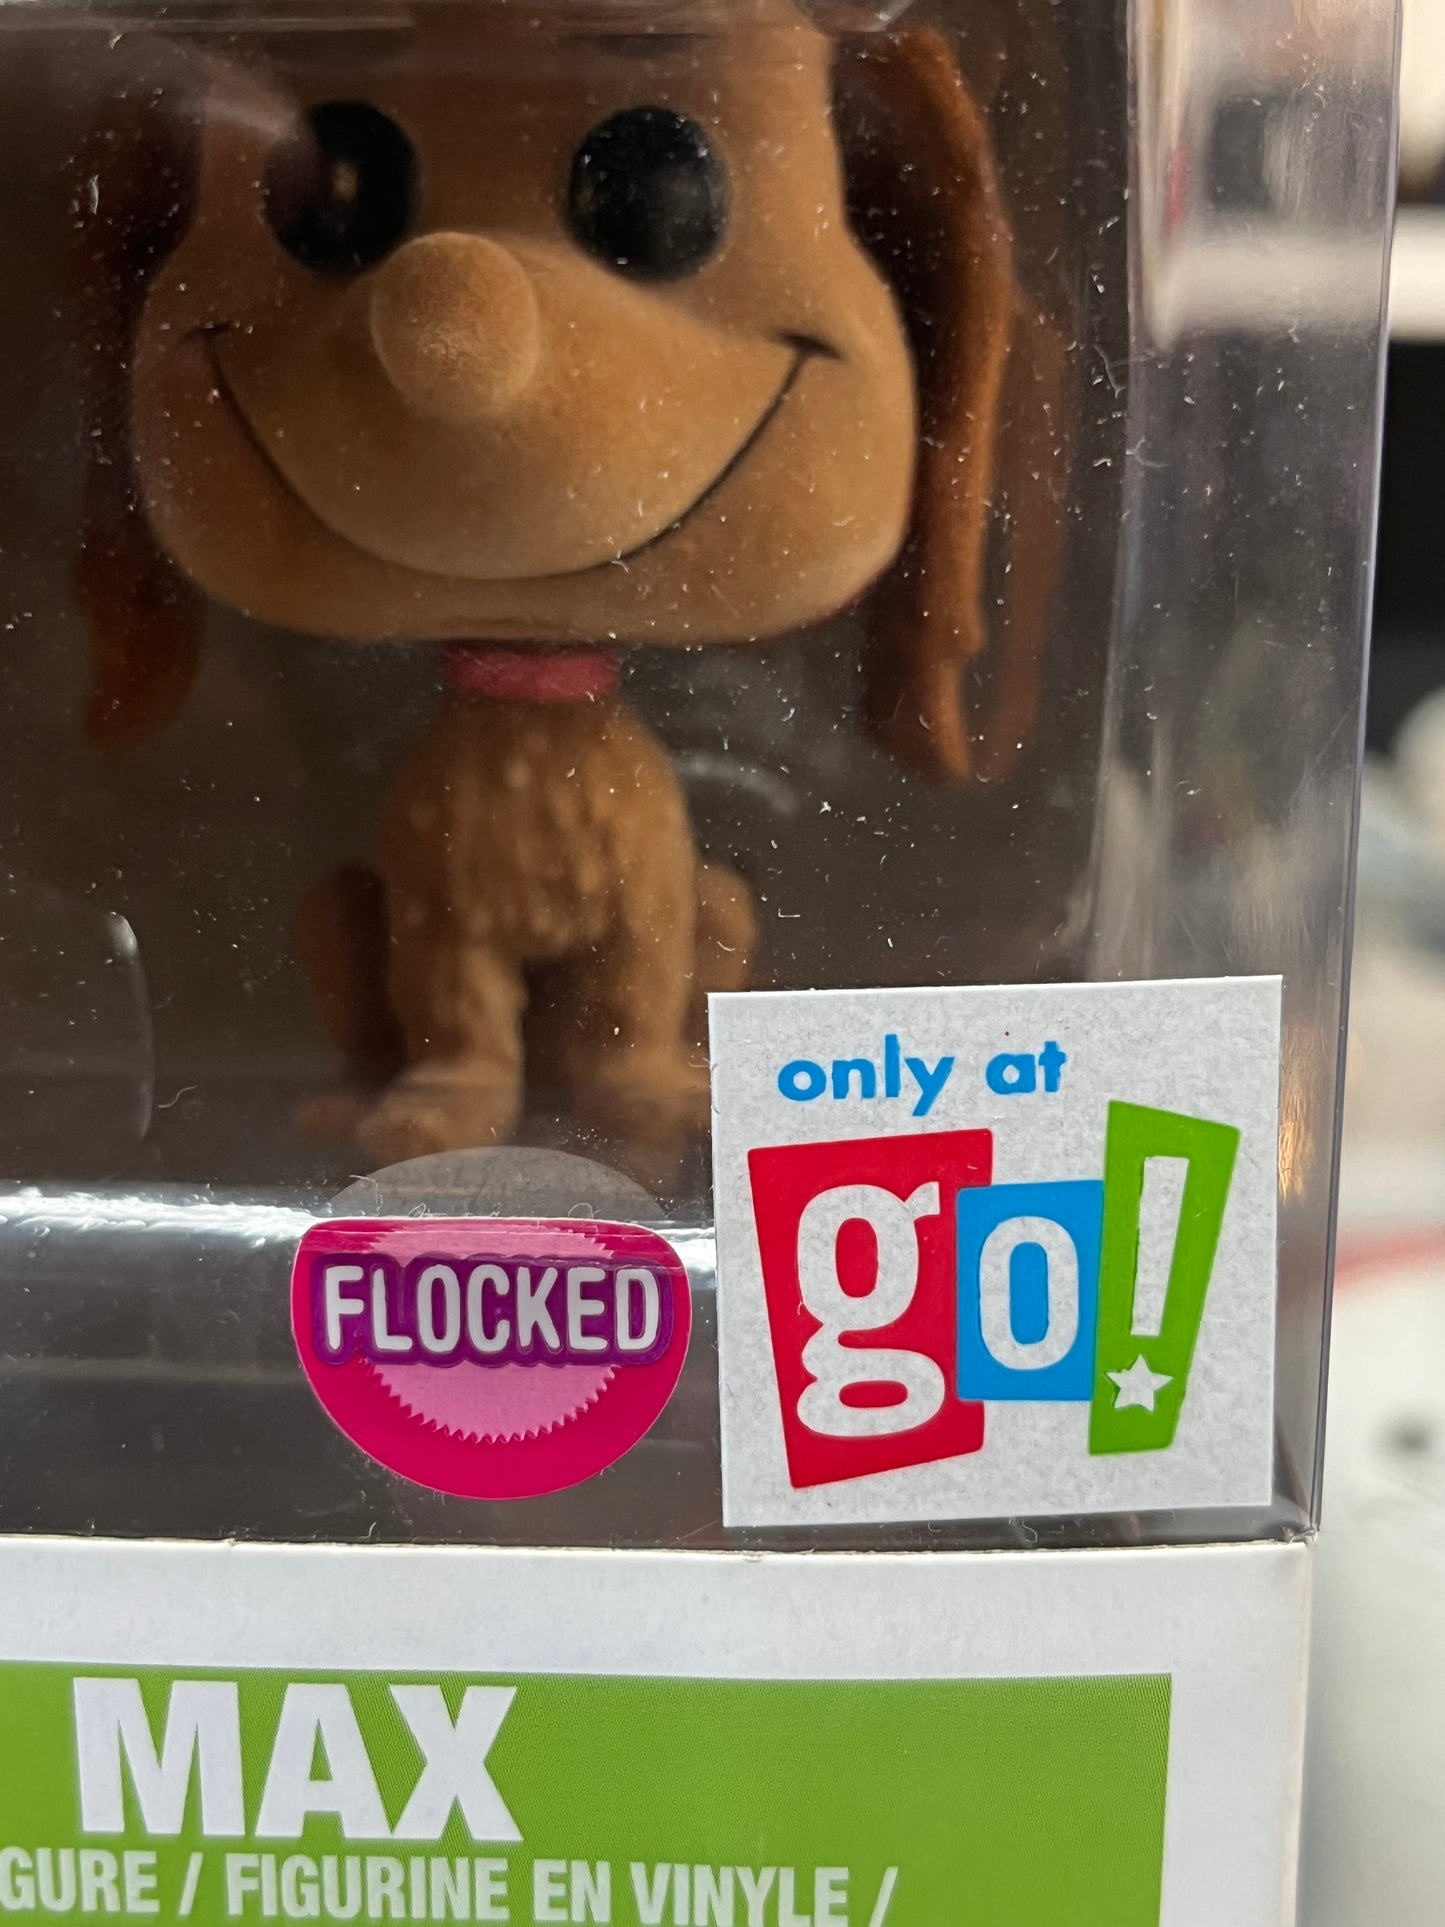 only at
go!
FLOCKED
MAX
GURE / FIGURINE EN VINYLE /